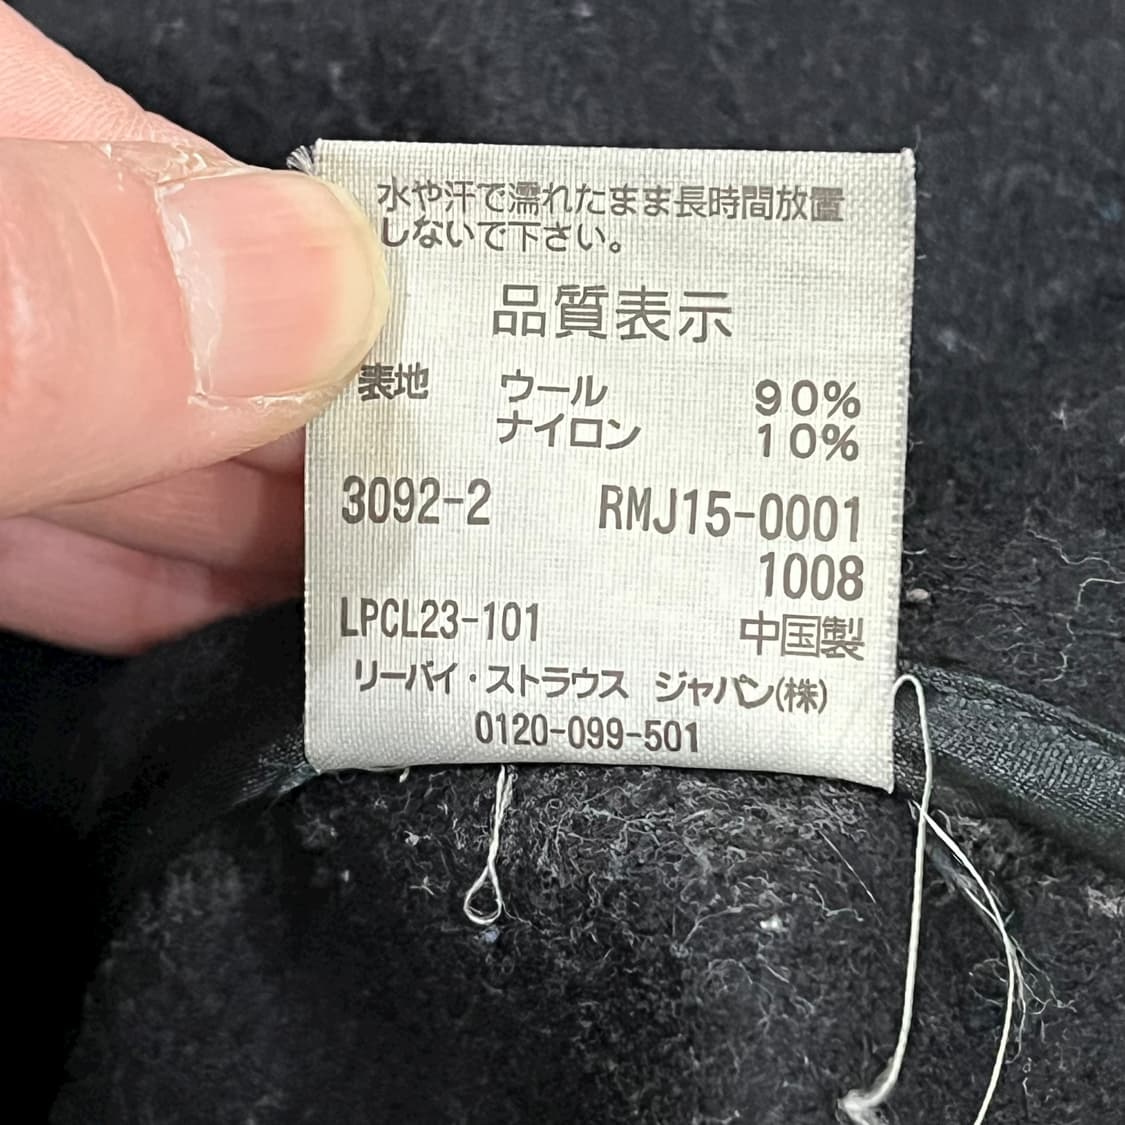 水や汗で濡れたまま長時間放置
しないで下さい。
品質表示
表地 ウール 90%
ナイロン 10%
3092-2 RMJ15-0001
1008
LPCL23-101 中国製
リーバイ・ストラウス ジャパン(株)
0120-099-501